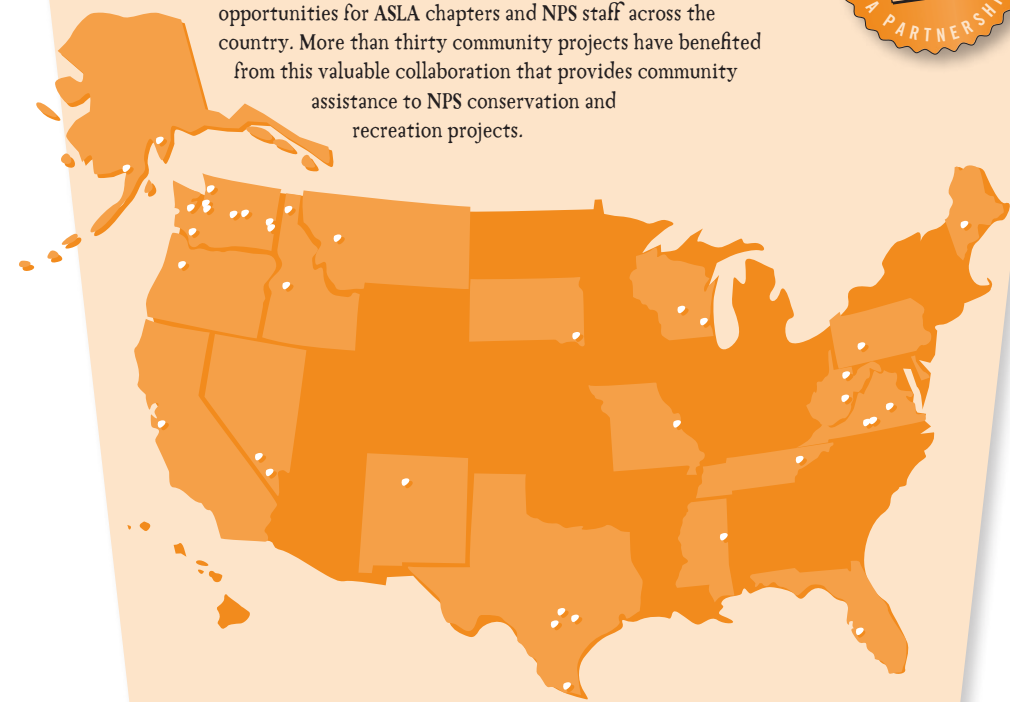 opportunities for ASLA chapters and NPS staff across the
country. More than thirty community projects have benefited
from this valuable collaboration that provides community
assistance to NPS conservation and
recreation projects.
A PARTNERSHI